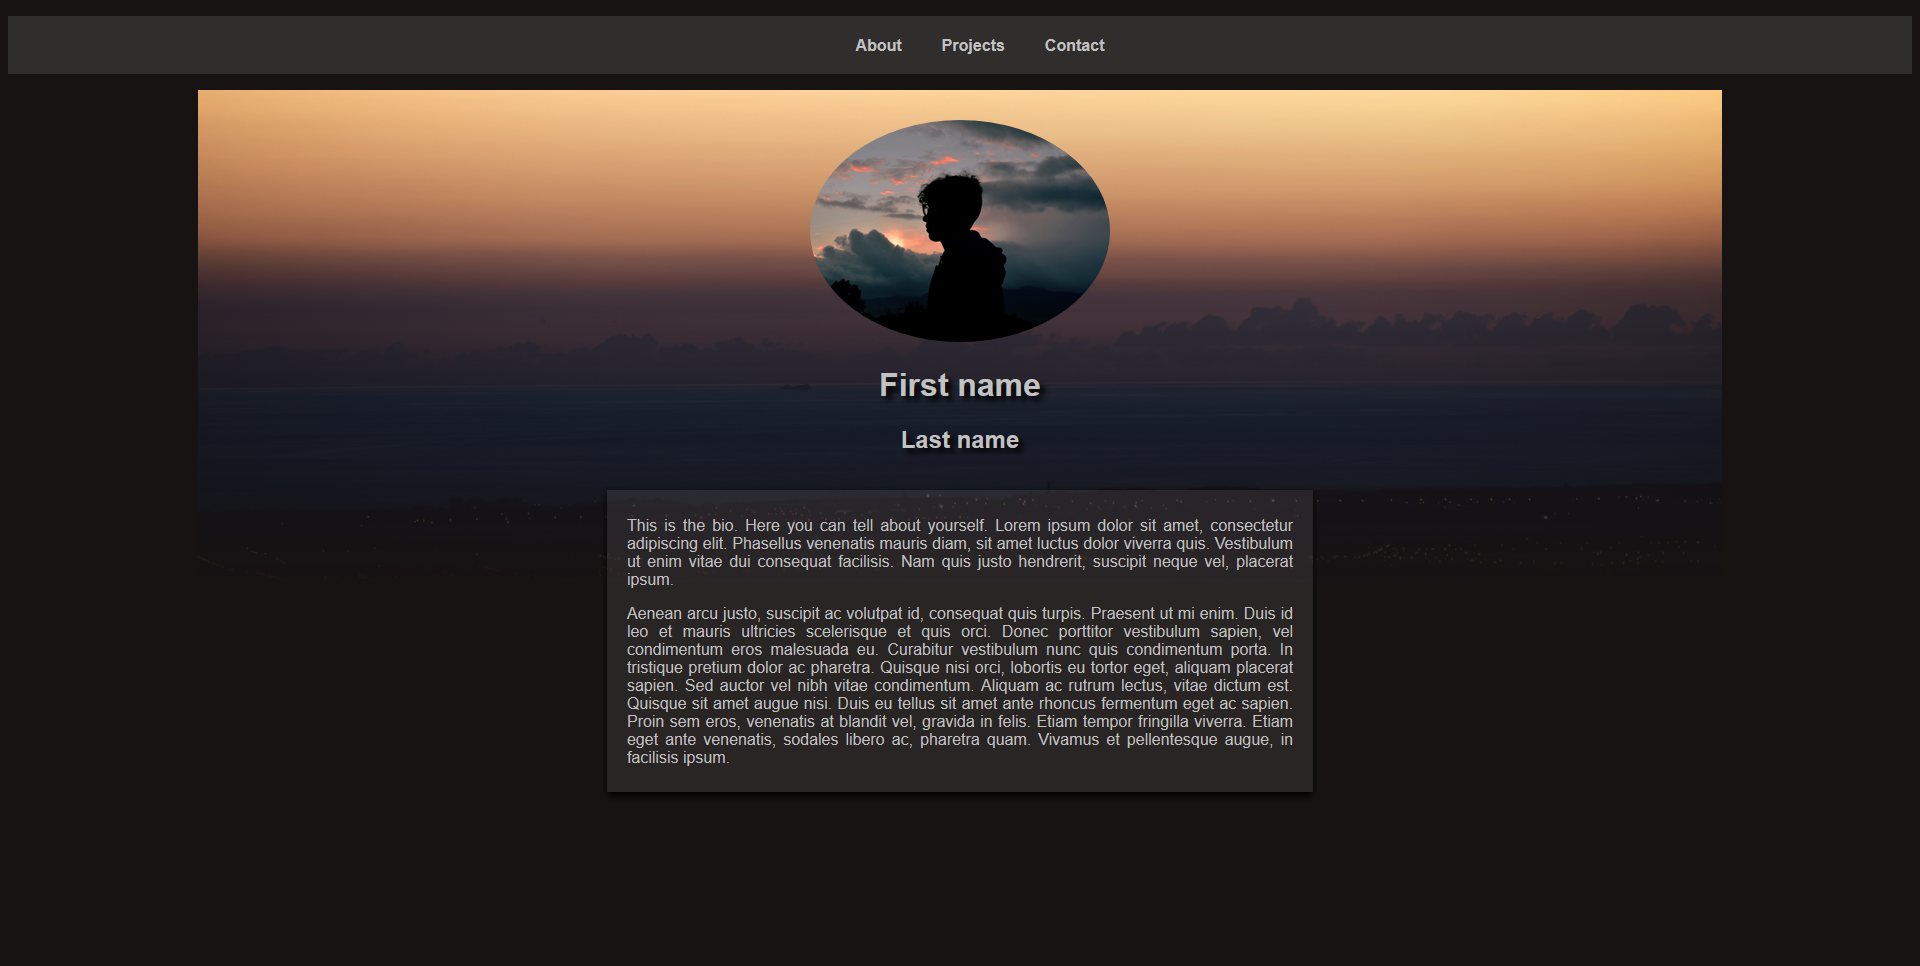 About Projects Contact
First name
Last name
This is the bio. Here you can tell about yourself. Lorem ipsum dolor sit amet, consectetur
adipiscing elit. Phasellus venenatis mauris diam, sit amet luctus dolor viverra quis. Vestibulum
ut enim vitae dui consequat facilisis. Nam quis justo hendrerit, suscipit neque vel, placerat
ipsum.
Aenean arcu justo, suscipit ac volutpat id, consequat quis turpis. Praesent ut mi enim. Duis id
leo et mauris ultricies scelerisque et quis orci. Donec porttitor vestibulum sapien, vel
condimentum eros malesuada eu. Curabitur vestibulum nunc quis condimentum porta. In
tristique pretium dolor ac pharetra. Quisque nisi orci, lobortis eu tortor eget, aliquam placerat
sapien. Sed auctor vel nibh vitae condimentum. Aliquam ac rutrum lectus, vitae dictum est.
Quisque sit amet augue nisi. Duis eu tellus sit amet ante rhoncus fermentum eget ac sapien.
Proin sem eros, venenatis at blandit vel, gravida in felis. Etiam tempor fringilla viverra. Etiam
eget ante venenatis, sodales libero ac, pharetra quam. Vivamus et pellentesque augue, in
facilisis ipsum.